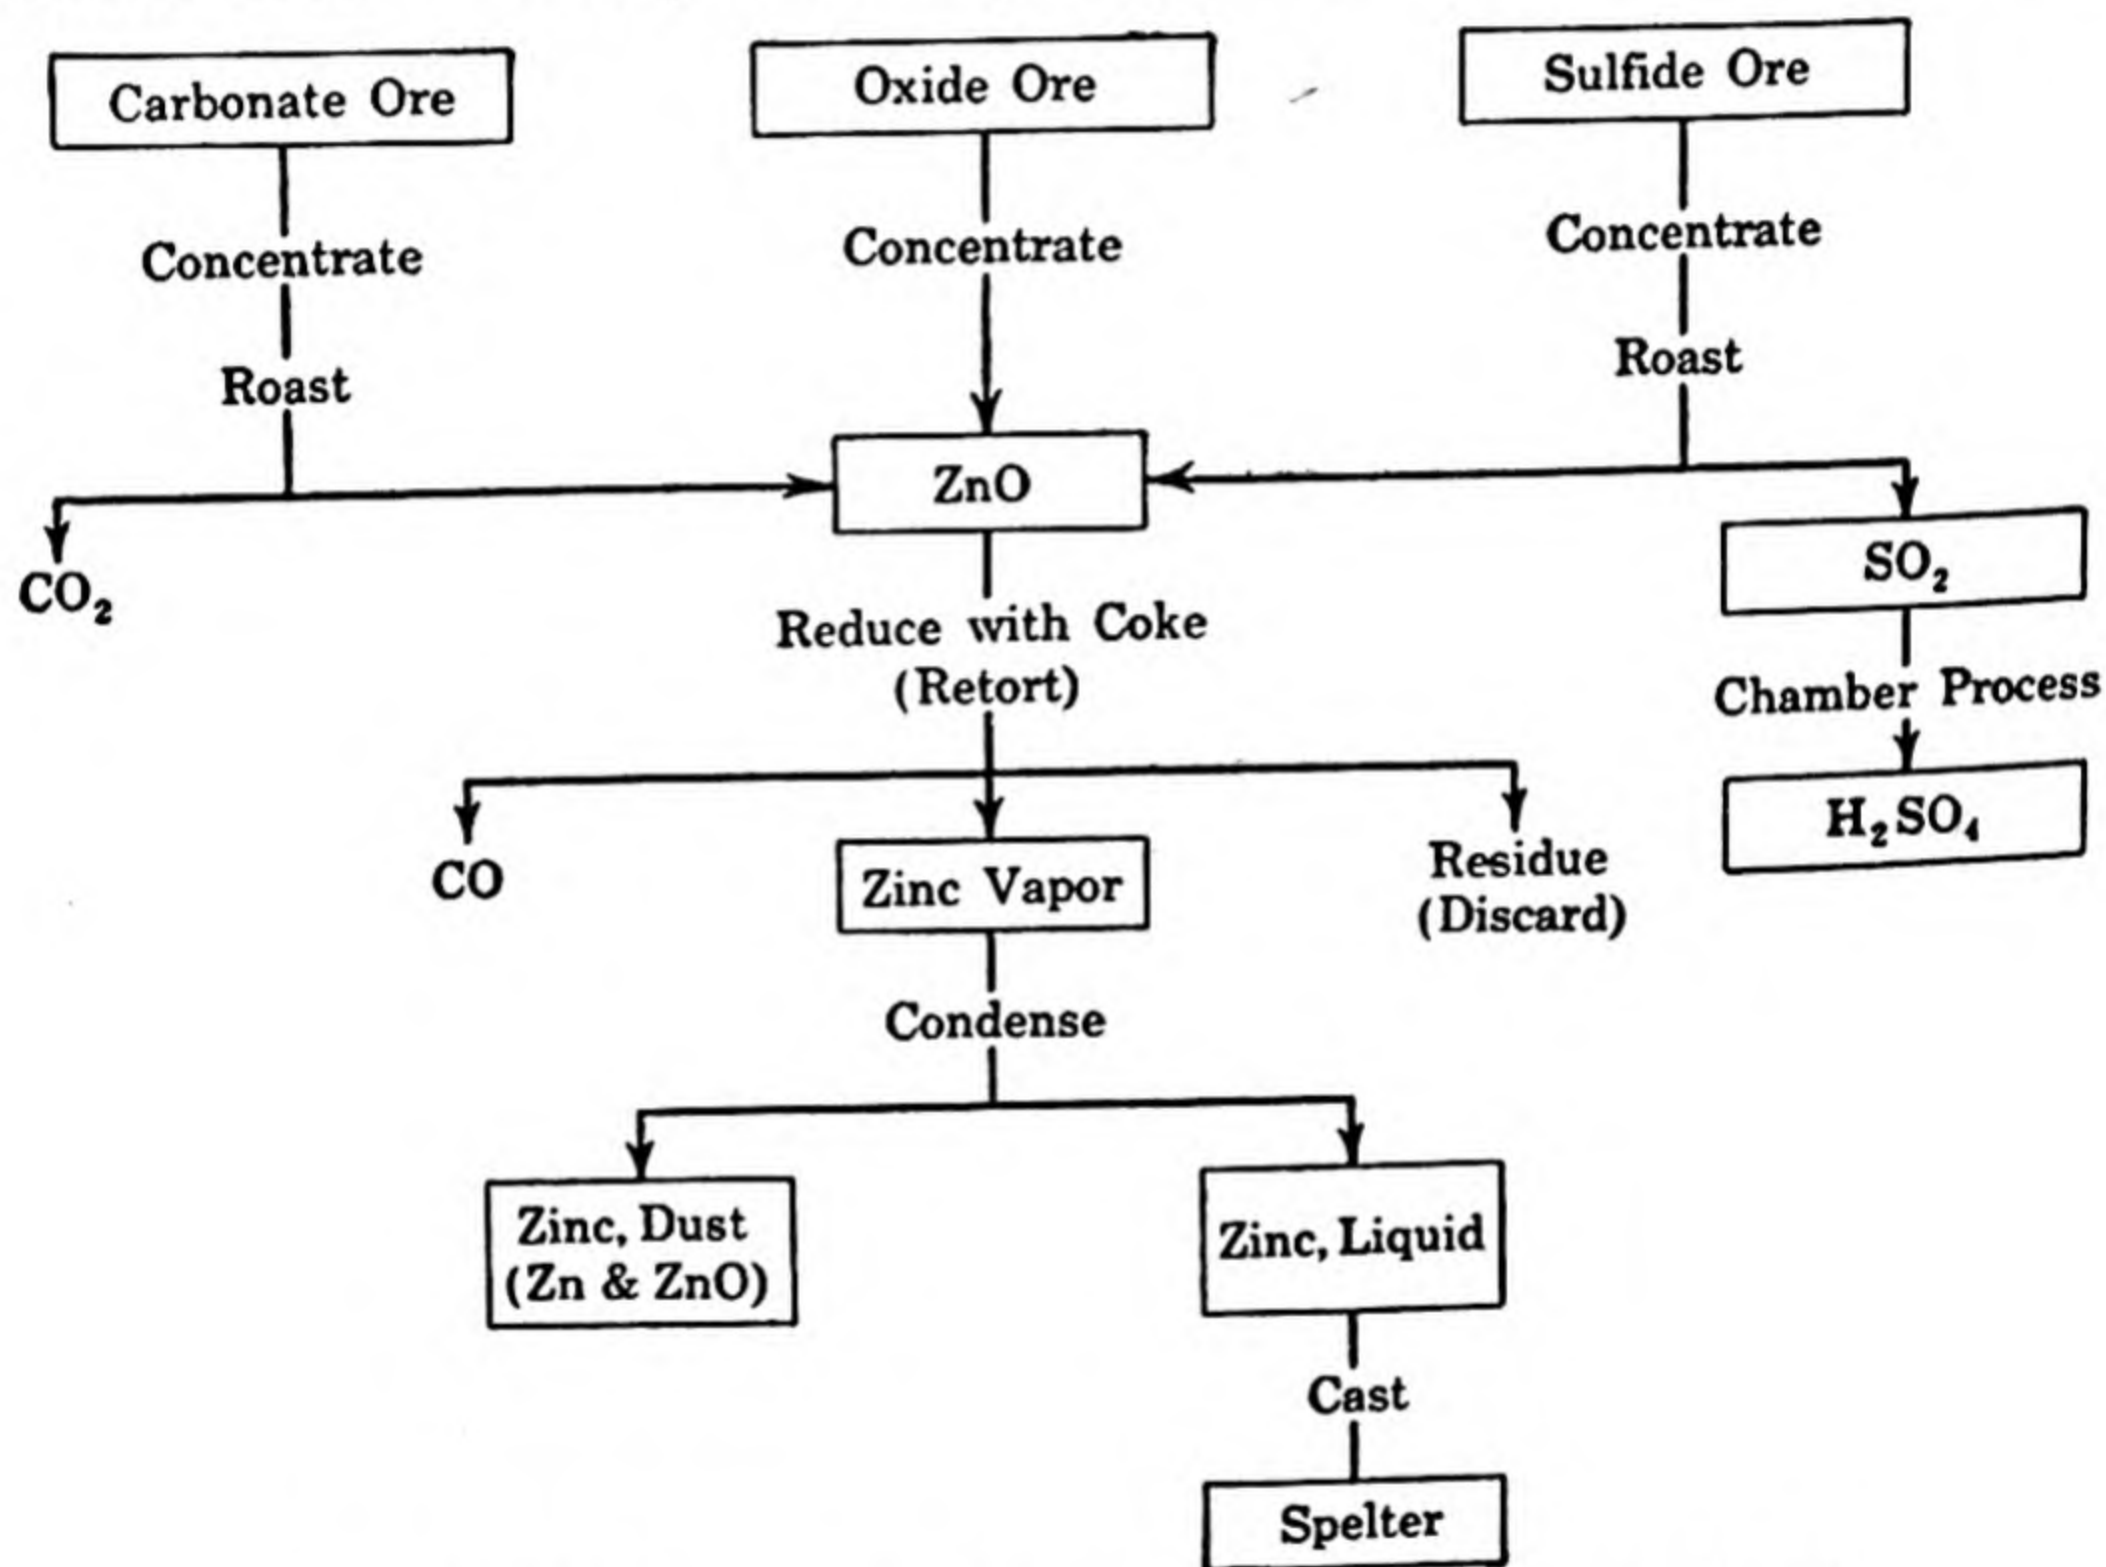 Carbonate Ore
Oxide Ore
Sulfide Ore
Concentrate
Concentrate
Concentrate
Roast
Roast
ZnO
CO₂
SO₂
Reduce with Coke
(Retort)
Chamber Process
H₂SO₄
CO
Zinc Vapor
Residue
(Discard)
Condense
Zinc, Dust
(Zn & ZnO)
Zinc, Liquid
Cast
Spelter